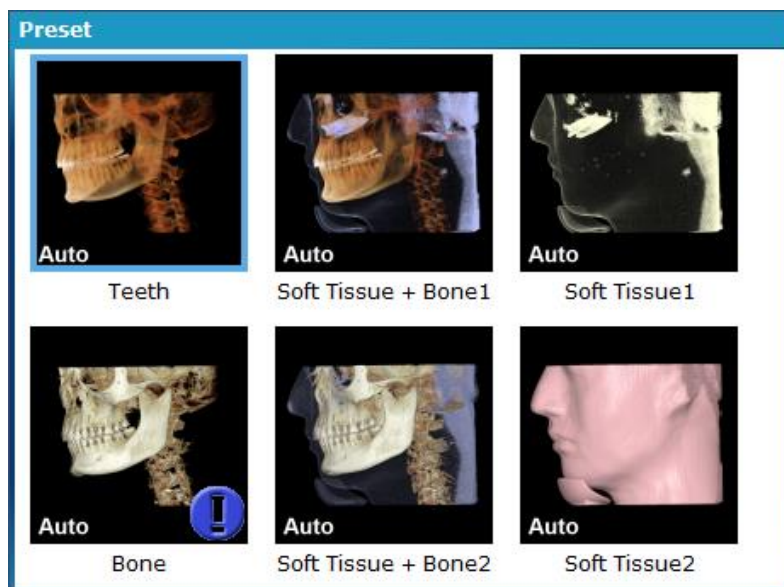 Preset
Auto Auto Auto
Teeth Soft Tissue + Bone1 Soft Tissue1
Auto Auto Auto
Bone Soft Tissue + Bone2 Soft Tissue2